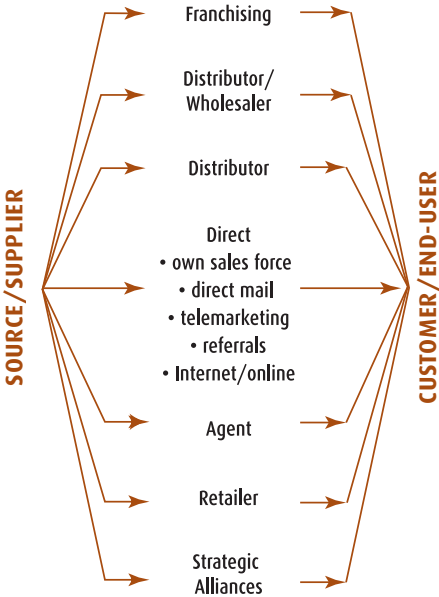 Franchising
Distributor/
Wholesaler
Distributor
SOURCE/SUPPLIER
Direct
• own sales force
• direct mail
• telemarketing
• referrals
• Internet/online
CUSTOMER/END-USER
Agent
Retailer
Strategic
Alliances